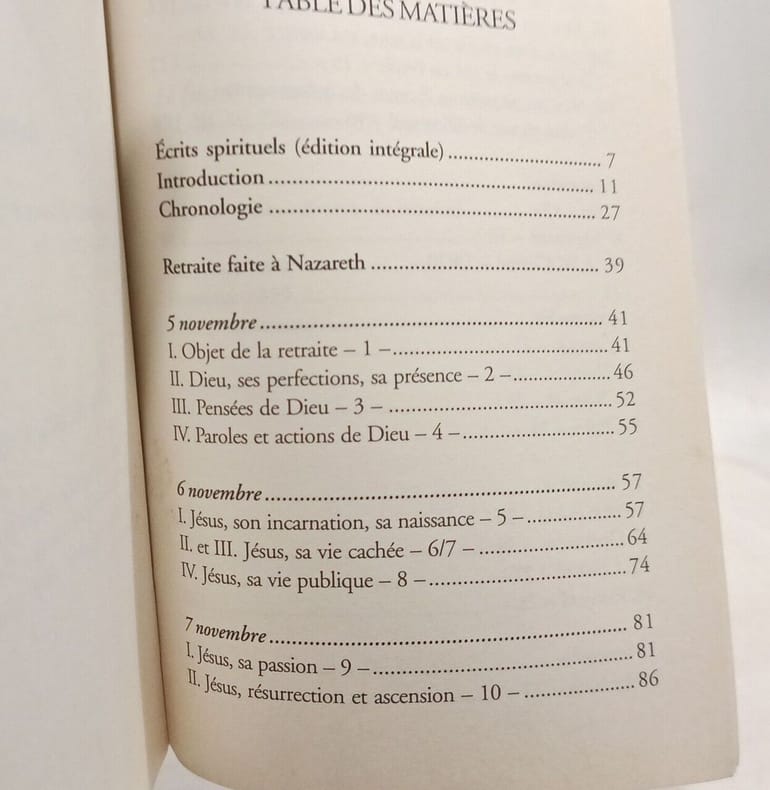 TABLE DES MATIÈRES
Écrits spirituels (édition intégrale) ............................. 7
Introduction ............................................................. 11
Chronologie ............................................................. 27
Retraite faite à Nazareth .......................................... 39
5 novembre ............................................................... 41
I. Objet de la retraite – 1 – ........................................ 41
II. Dieu, ses perfections, sa présence – 2 – .................. 46
III. Pensées de Dieu – 3 – .......................................... 52
IV. Paroles et actions de Dieu – 4 – ............................ 55
6 novembre ............................................................... 57
I. Jésus, son incarnation, sa naissance – 5 – ................. 57
II. et III. Jésus, sa vie cachée – 6/7 – .......................... 64
IV. Jésus, sa vie publique – 8 – ................................... 74
7 novembre ............................................................... 81
I. Jésus, sa passion – 9 – ............................................ 81
II. Jésus, résurrection et ascension – 10 – .................... 86